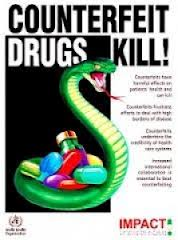 COUNTERFEIT
DRUGS KILL!
Counterfeits have
harmful effects on
patients' health and
can kill
Counterfeits frustrate
efforts to deal with high
burdens of disease
Counterfeits
undermine the
credibility of health
care systems
Increased
international
collaboration is
essential to beat
counterfeiting
World Health
Organization
IMPACT